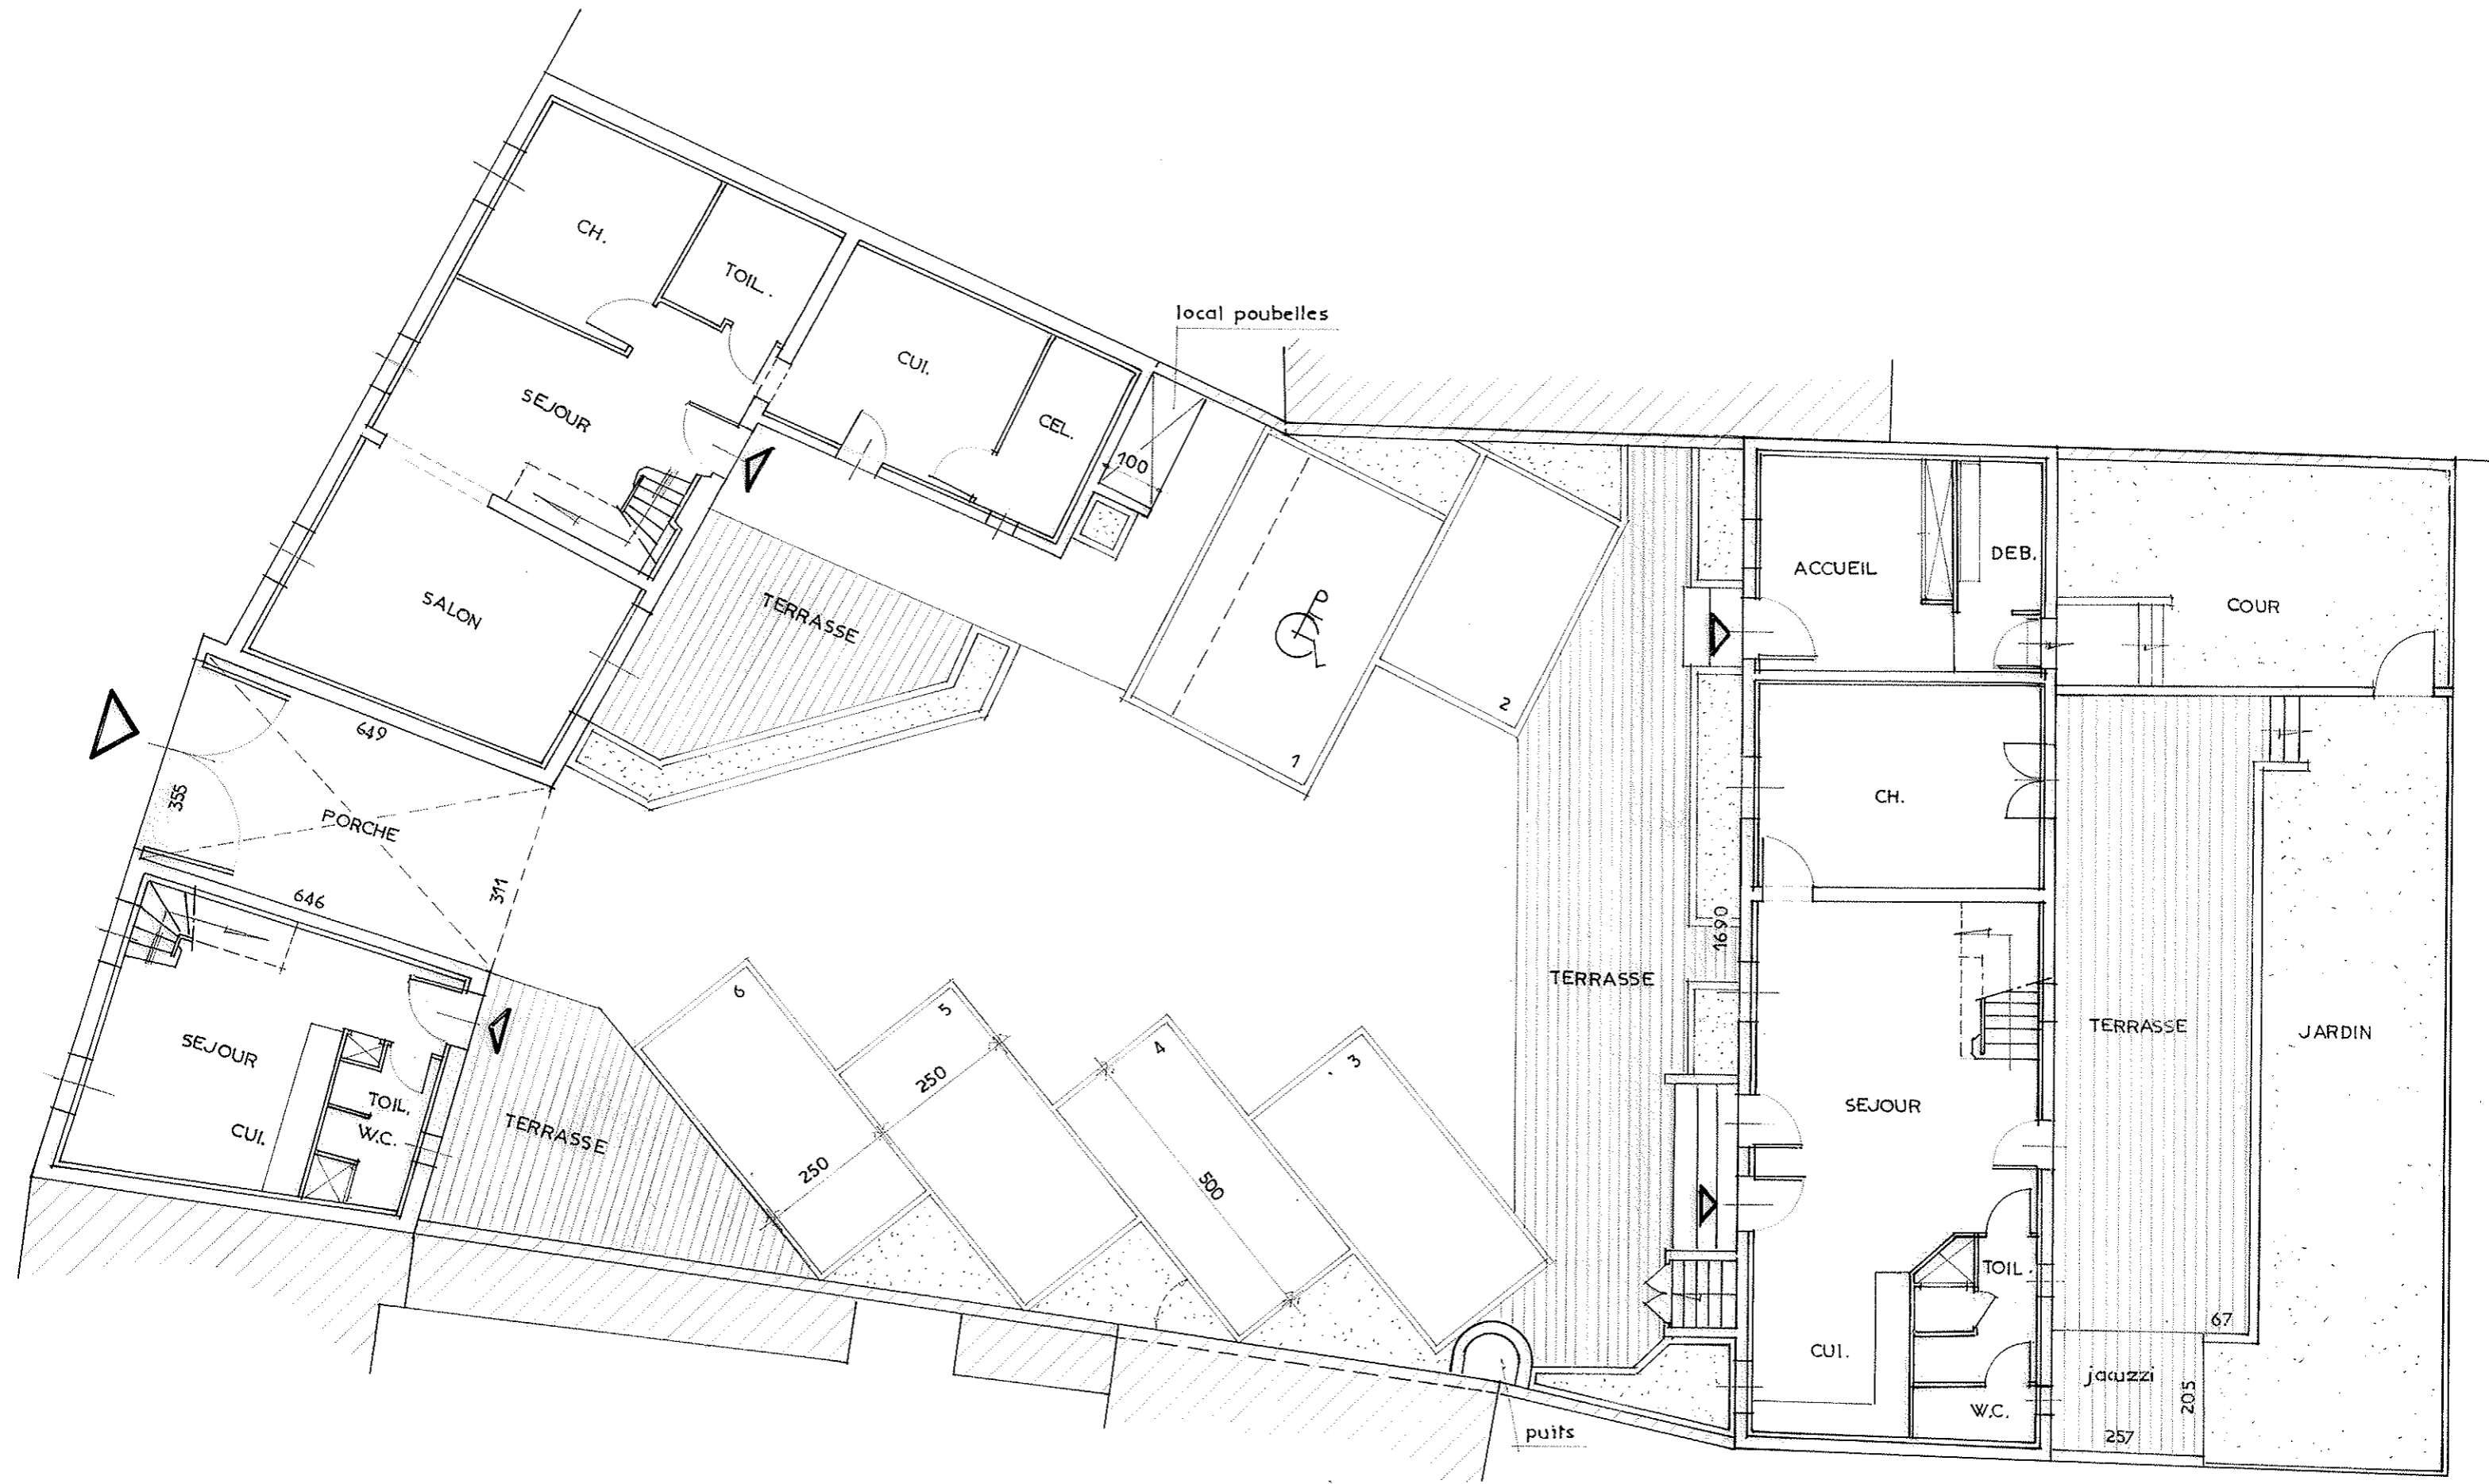 CH.
TOIL.
CUI.
CEL.
local poubelles
100
SEJOUR
SALON
TERRASSE
649
355
PORCHE
311
646
SEJOUR
CUI.
TOIL.
W.C.
TERRASSE
P
1
2
3
4
5
6
250
250
500
TERRASSE
1690
puits
ACCUEIL
DEB.
COUR
CH.
SEJOUR
TOIL.
CUI.
W.C.
TERRASSE
JARDIN
67
jacuzzi
205
257